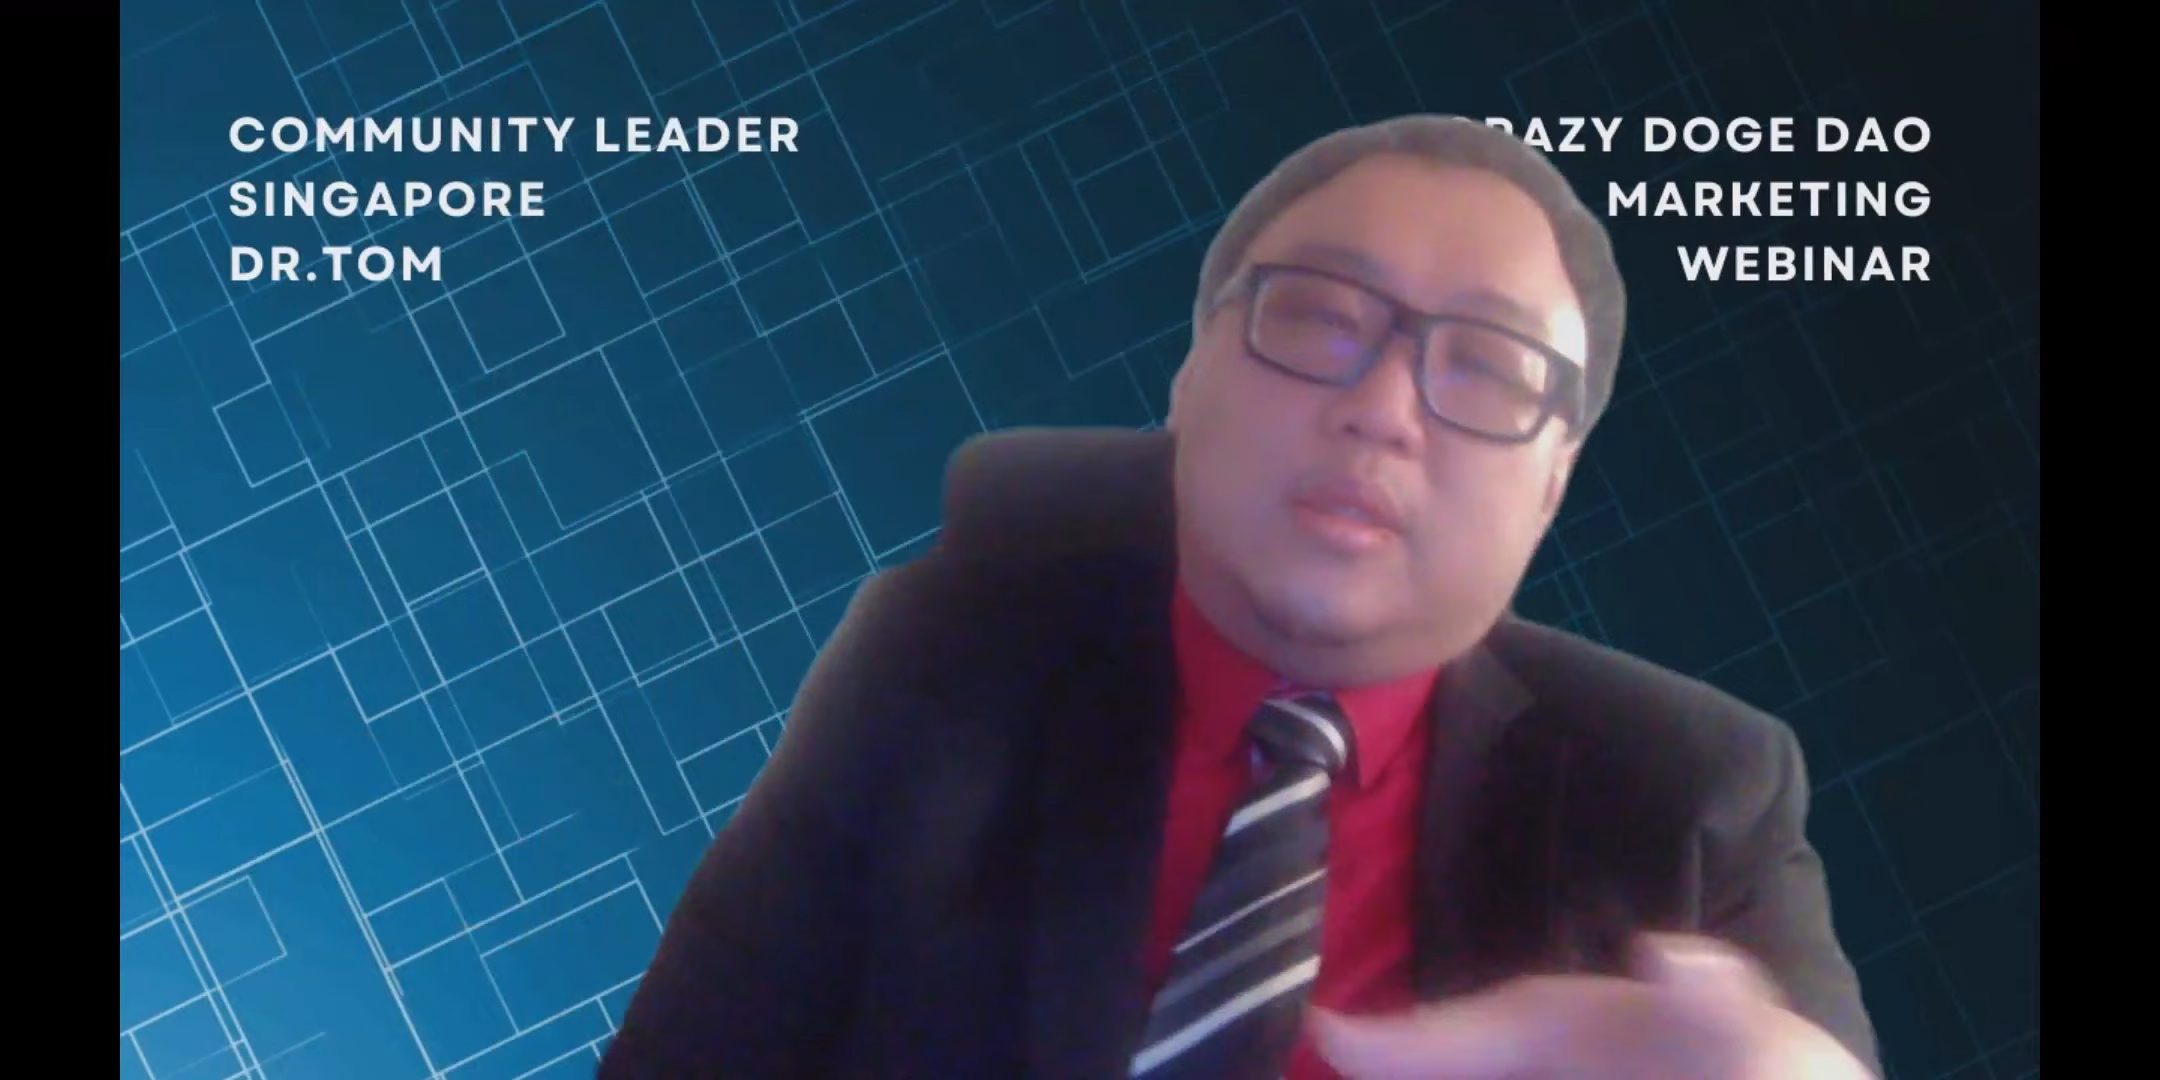 COMMUNITY LEADER
SINGAPORE
DR.TOM
DOGE DAO
MARKETING
WEBINAR